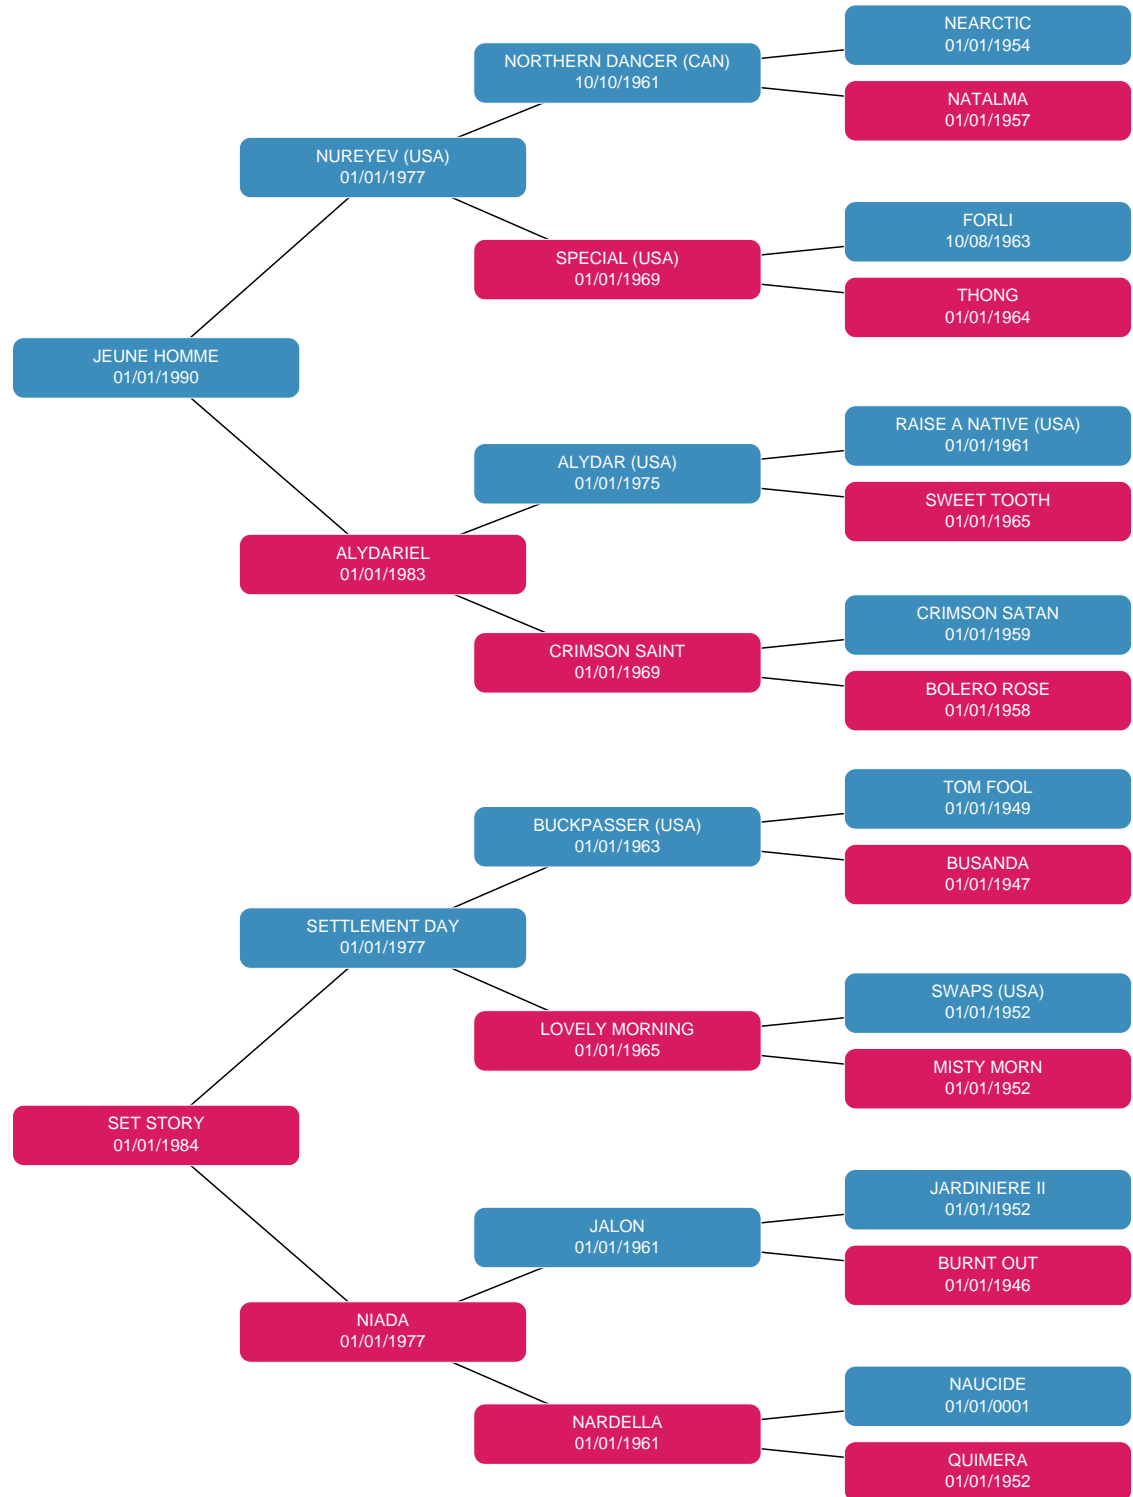 NEARCTIC
01/01/1954
NORTHERN DANCER (CAN)
10/10/1961
NATALMA
01/01/1957
NUREYEV (USA)
01/01/1977
FORLI
10/08/1963
SPECIAL (USA)
01/01/1969
THONG
01/01/1964
JEUNE HOMME
01/01/1990
RAISE A NATIVE (USA)
01/01/1961
ALYDAR (USA)
01/01/1975
SWEET TOOTH
01/01/1965
ALYDARIEL
01/01/1983
CRIMSON SATAN
01/01/1959
CRIMSON SAINT
01/01/1969
BOLERO ROSE
01/01/1958
TOM FOOL
01/01/1949
BUCKPASSER (USA)
01/01/1963
BUSANDA
01/01/1947
SETTLEMENT DAY
01/01/1977
SWAPS (USA)
01/01/1952
LOVELY MORNING
01/01/1965
MISTY MORN
01/01/1952
SET STORY
01/01/1984
JARDINIERE II
01/01/1952
JALON
01/01/1961
BURNT OUT
01/01/1946
NIADA
01/01/1977
NAUCIDE
01/01/0001
NARDELLA
01/01/1961
QUIMERA
01/01/1952